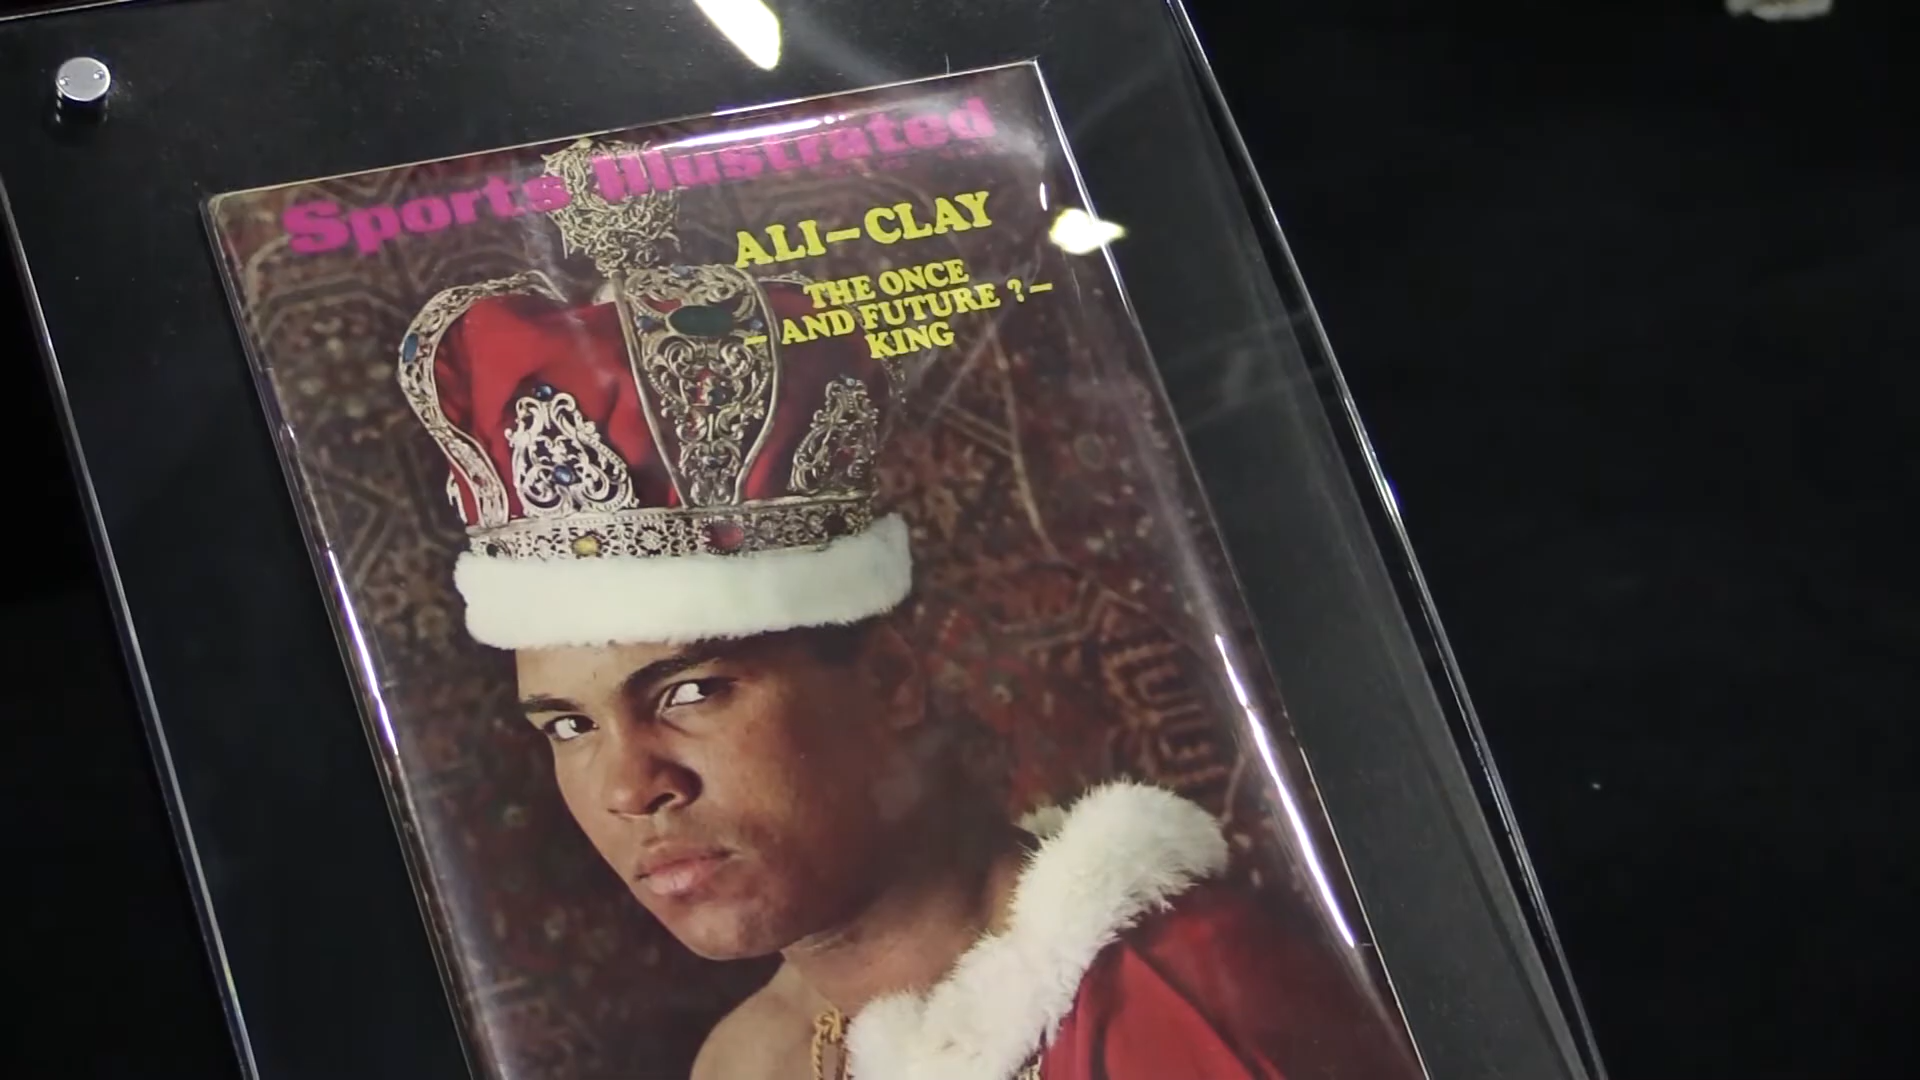 Sports Illustrated
ALI–CLAY
THE ONCE
– AND FUTURE ? –
KING